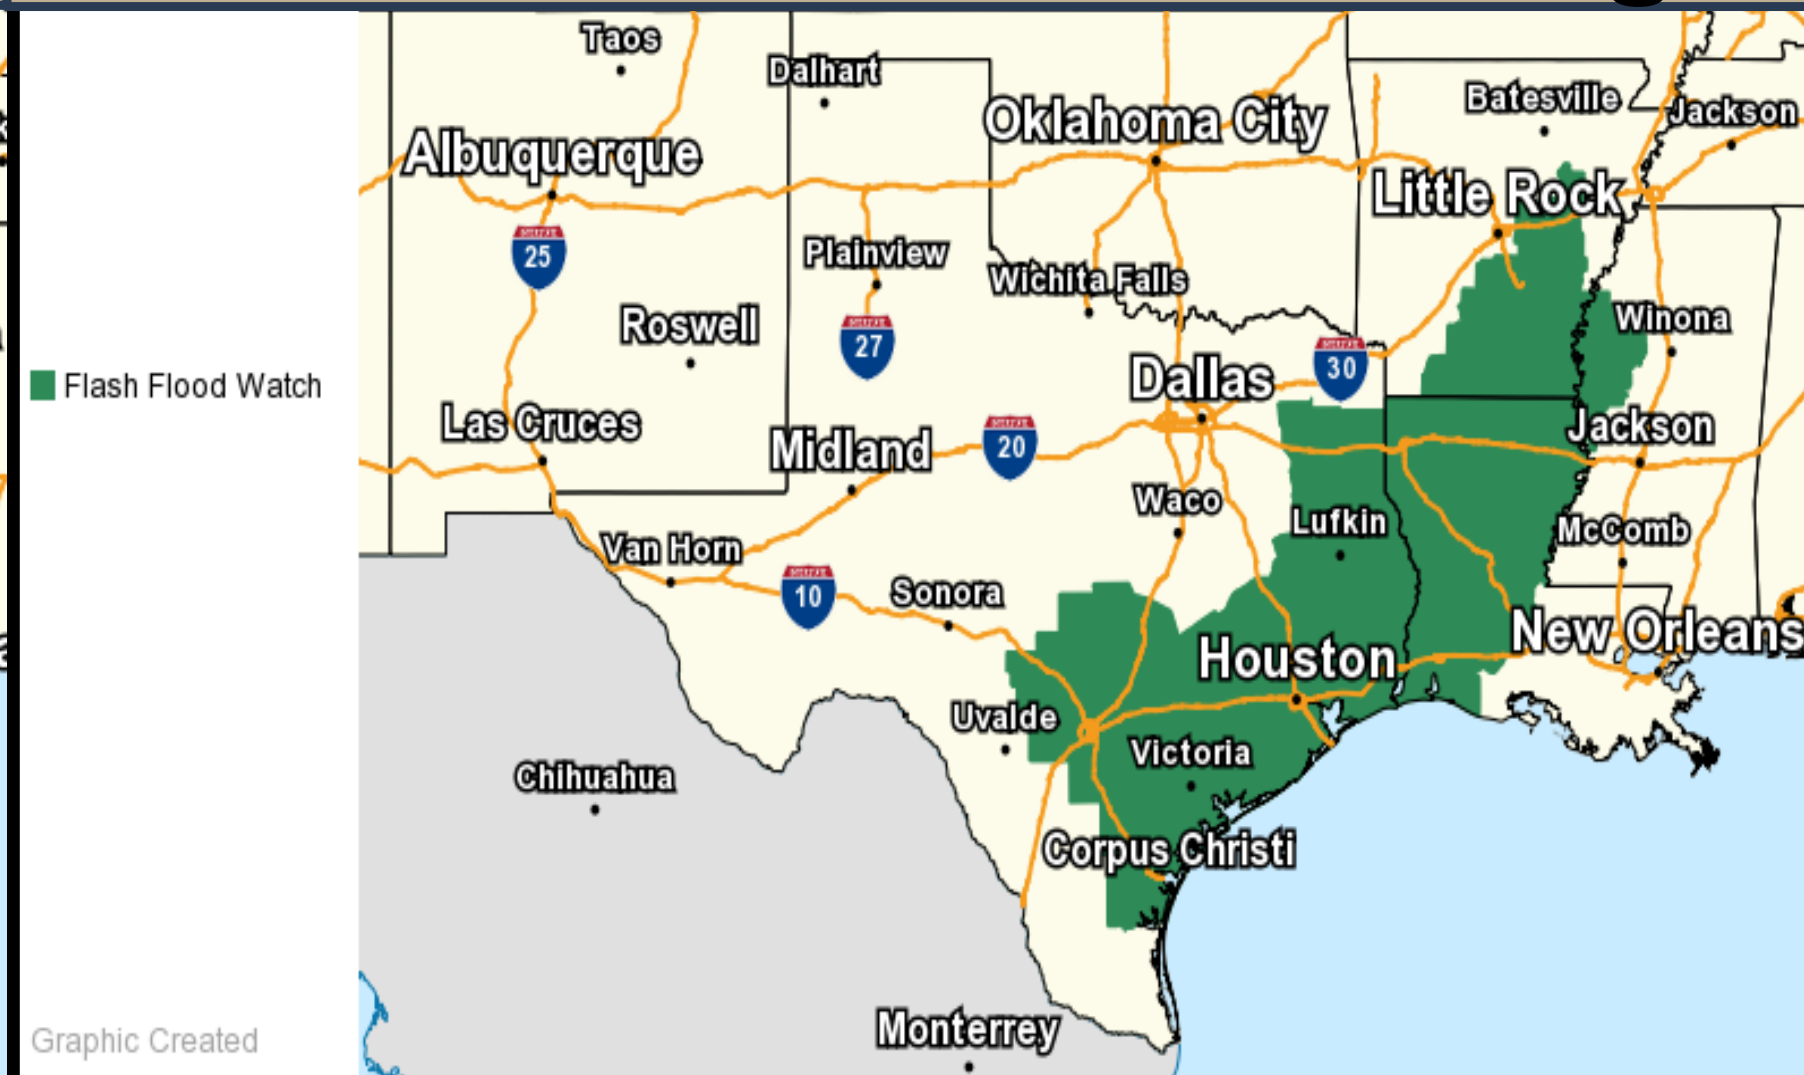 Taos
Dalhart
Batesville
Jackson
Oklahoma City
Albuquerque
Little Rock
25
Plainview
Wichita Falls
Roswell
27
Winona
30
Dallas
Flash Flood Watch
Las Cruces
Midland
20
Jackson
Waco
Lufkin
McComb
Van Horn
10
Sonora
New Orleans
Houston
Uvalde
Victoria
Chihuahua
Corpus Christi
Monterrey
Graphic Created